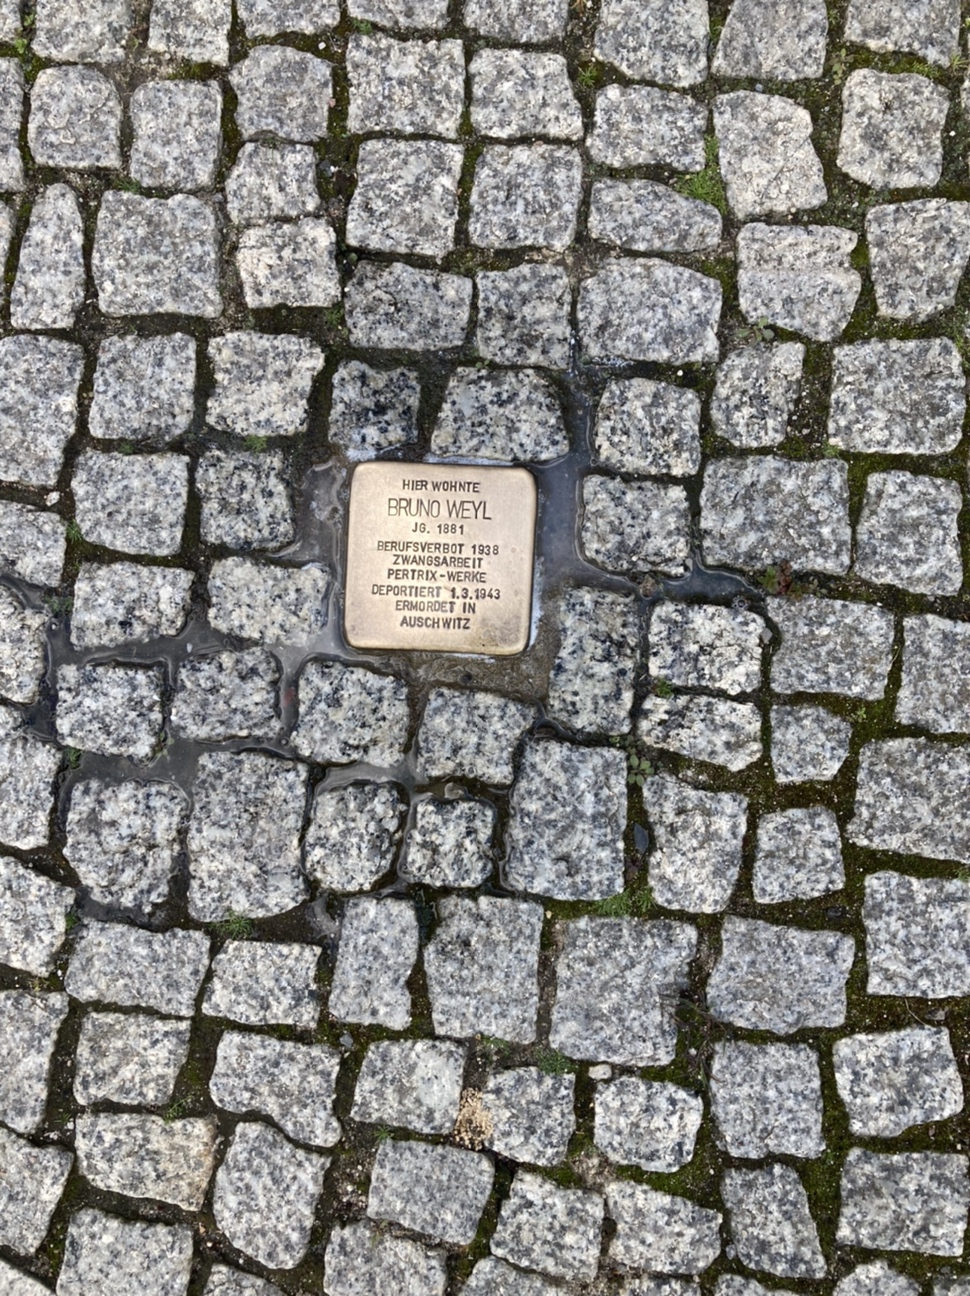 HIER WOHNTE
BRUNO WEYL
JG. 1881
BERUFSVERBOT 1938
ZWANGSARBEIT
PERTRIX-WERKE
DEPORTIERT 1.3.1943
ERMORDET IN
AUSCHWITZ